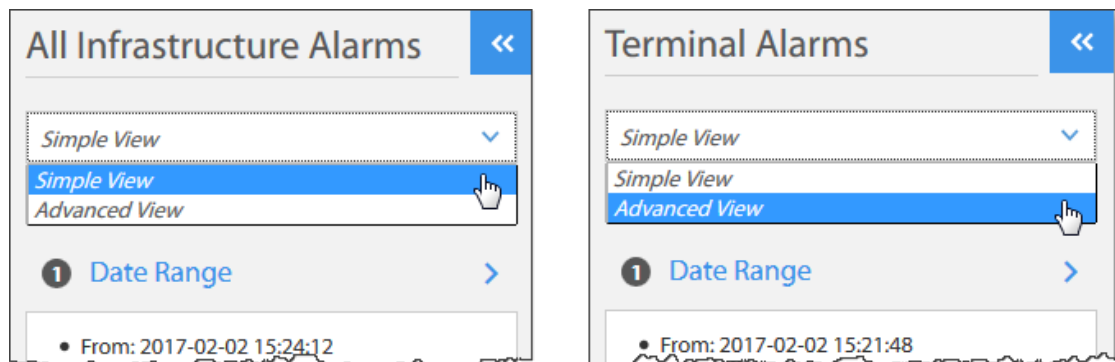 All Infrastructure Alarms
Simple View
Simple View
Advanced View
1 Date Range
• From: 2017-02-02 15:24:12
Terminal Alarms
Simple View
Simple View
Advanced View
1 Date Range
• From: 2017-02-02 15:21:48